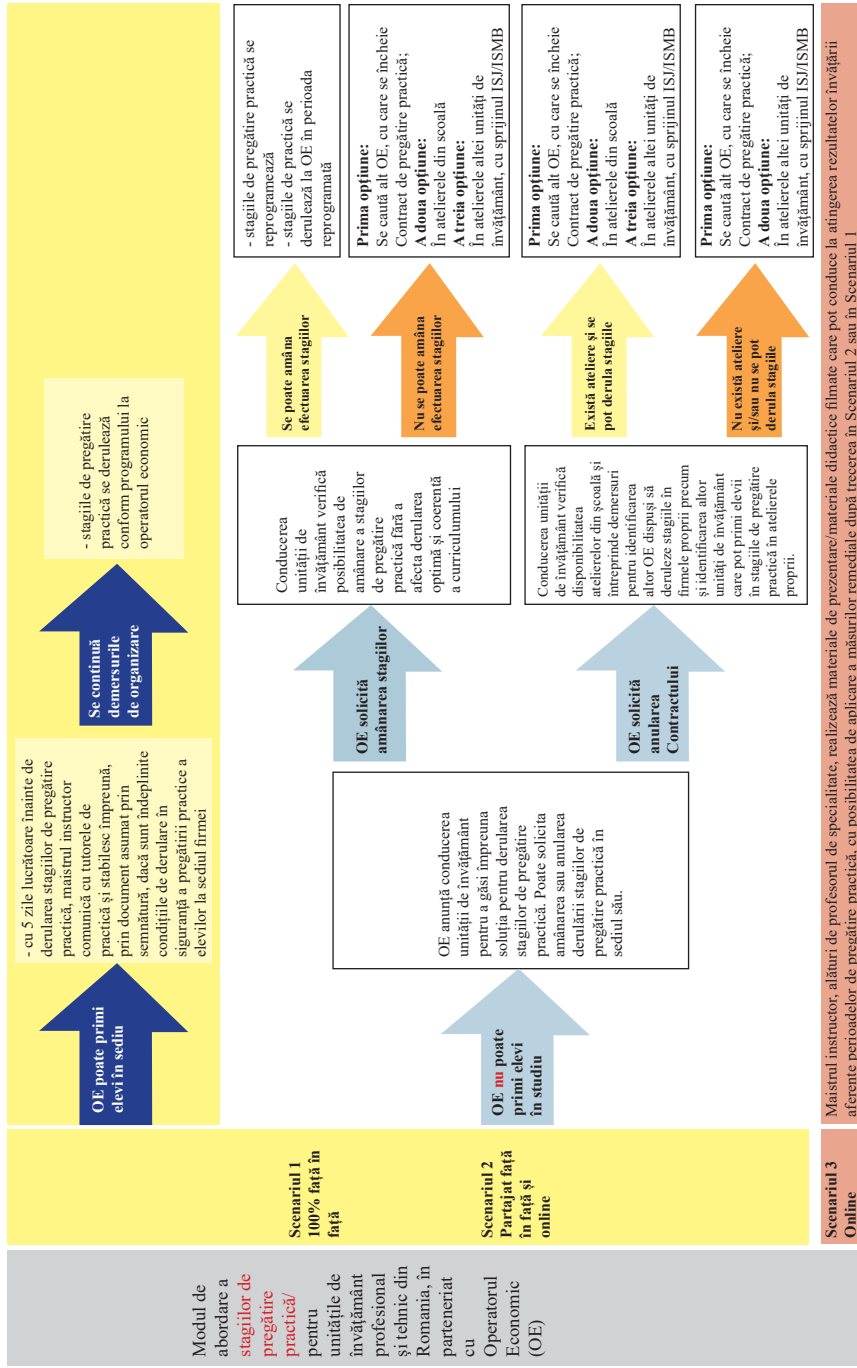 Modul de
abordare a
stagiilor de
pregătire
practică/
pentru
unitățile de
învățământ
profesional
și tehnic din
Romania, în
parteneriat
cu
Operatorul
Economic
(OE)
Scenariul 1
100% față în
față
Scenariul 2
Partajat față
în față și
online
OE poate primi
elevi în sediu
- cu 5 zile lucrătoare înainte de
derularea stagiilor de pregătire
practică, maistrul instructor
comunică cu tutorele de
practică și stabilesc împreună,
prin document asumat prin
semnătură, dacă sunt îndeplinite
condițiile de derulare în
siguranță a pregătirii practice a
elevilor la sediul firmei
Se continuă
demersurile
de organizare
- stagiile de pregătire
practică se derulează
conform programului la
operatorul economic
OE nu poate
primi elevi
în studiu
OE anunță conducerea
unității de învățământ
pentru a găsi împreuna
soluția pentru derularea
stagiilor de pregătire
practică. Poate solicita
amânarea sau anularea
derulării stagiilor de
pregătire practică în
sediul său.
OE solicită
amânarea stagiilor
Conducerea
unității de
învățământ verifică
posibilitatea de
amânare a stagiilor
de pregătire
practică fără a
afecta derularea
optimă și coerentă
a curriculumului
Se poate amâna
efectuarea stagiilor
- stagiile de pregătire practică se
reprogramează
- stagiile de practică se
derulează la OE în perioada
reprogramată
Nu se poate amâna
efectuarea stagiilor
Prima opțiune:
Se caută alt OE, cu care se încheie
Contract de pregătire practică;
A doua opțiune:
În atelierele din scoală
A treia opțiune:
În atelierele altei unități de
învățământ, cu sprijinul ISJ/ISMB
OE solicită
anularea
Contractului
Conducerea unității
de învățământ verifică
disponibilitatea
atelierelor din școală și
întreprinde demersuri
pentru identificarea
altor OE dispuși să
deruleze stagiile în
firmele proprii precum
și identificarea altor
unități de învățământ
care pot primi elevii
în stagiile de pregătire
practică în atelierele
proprii.
Există ateliere și se
pot derula stagiile
Prima opțiune:
Se caută alt OE, cu care se încheie
Contract de pregătire practică;
A doua opțiune:
În atelierele din scoală
A treia opțiune:
În atelierele altei unități de
învățământ, cu sprijinul ISJ/ISMB
Nu există ateliere
și/sau nu se pot
derula stagiile
Prima opțiune:
Se caută alt OE, cu care se încheie
Contract de pregătire practică;
A doua opțiune:
În atelierele altei unități de
învățământ, cu sprijinul ISJ/ISMB
Scenariul 3
Online
Maistrul instructor, alături de profesorul de specialitate, realizează materiale de prezentare/materiale didactice filmate care pot conduce la atingerea rezultatelor învățării
aferente perioadelor de pregătire practică, cu posibilitatea de aplicare a măsurilor remediale după trecerea în Scenariul 2 sau în Scenariul 1